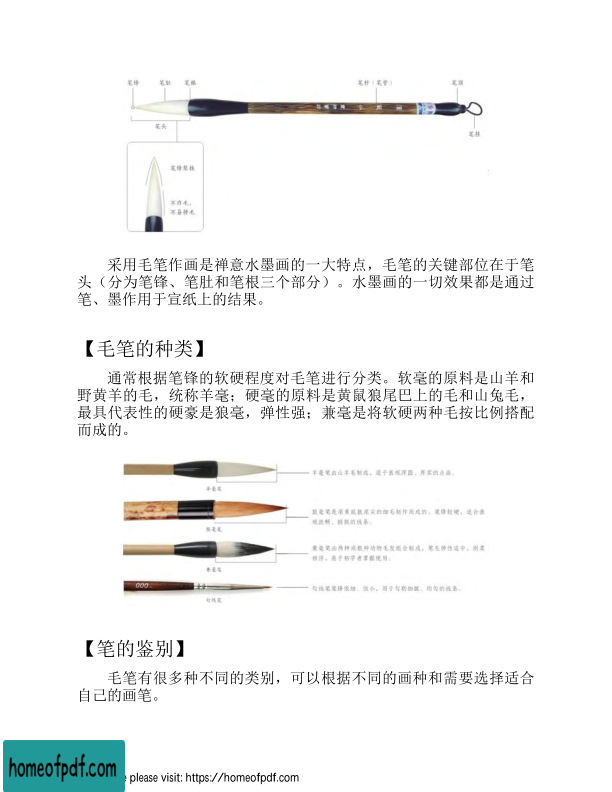 笔锋 笔肚 笔根 笔杆（笔管） 笔顶
笔头
笔挂
笔锋聚拢
不炸毛，
不易掉毛
采用毛笔作画是禅意水墨画的一大特点，毛笔的关键部位在于笔
头（分为笔锋、笔肚和笔根三个部分）。水墨画的一切效果都是通过
笔、墨作用于宣纸上的结果。
【毛笔的种类】
通常根据笔锋的软硬程度对毛笔进行分类。软毫的原料是山羊和
野黄羊的毛，统称羊毫；硬毫的原料是黄鼠狼尾巴上的毛和山兔毛，
最具代表性的硬豪是狼毫，弹性强；兼毫是将软硬两种毛按比例搭配
而成的。
羊毫笔
狼毫笔
兼毫笔
000.
勾线笔
【笔的鉴别】
毛笔有很多种不同的类别，可以根据不同的画种和需要选择适合
自己的画笔。
homeofpdf.com
e please visit: https://homeofpdf.com